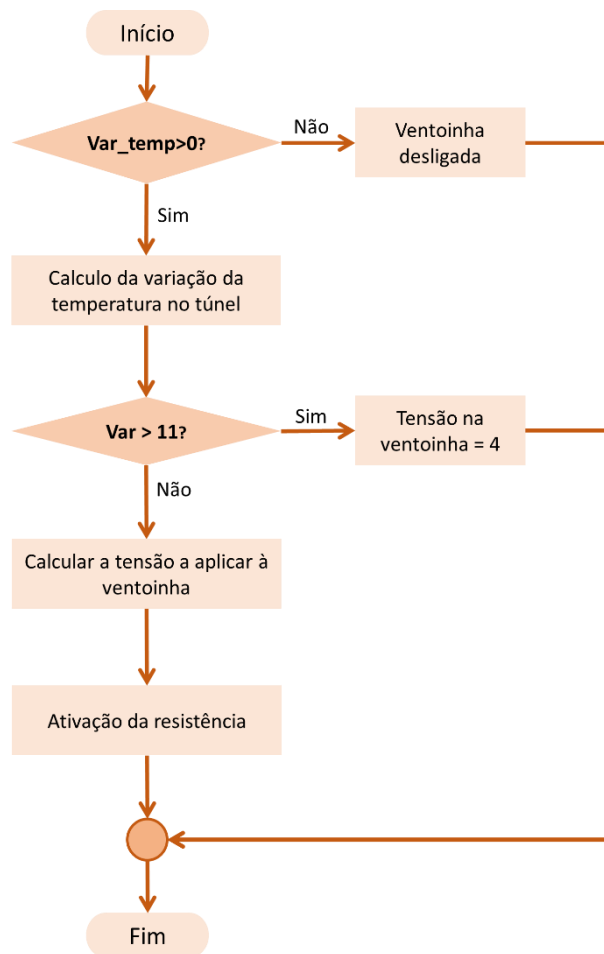 Início
Var_temp>0?
Não
Ventoinha
desligada
Sim
Calculo da variação da
temperatura no túnel
Var > 11?
Sim
Tensão na
ventoinha = 4
Não
Calcular a tensão a aplicar à
ventoinha
Ativação da resistência
Fim